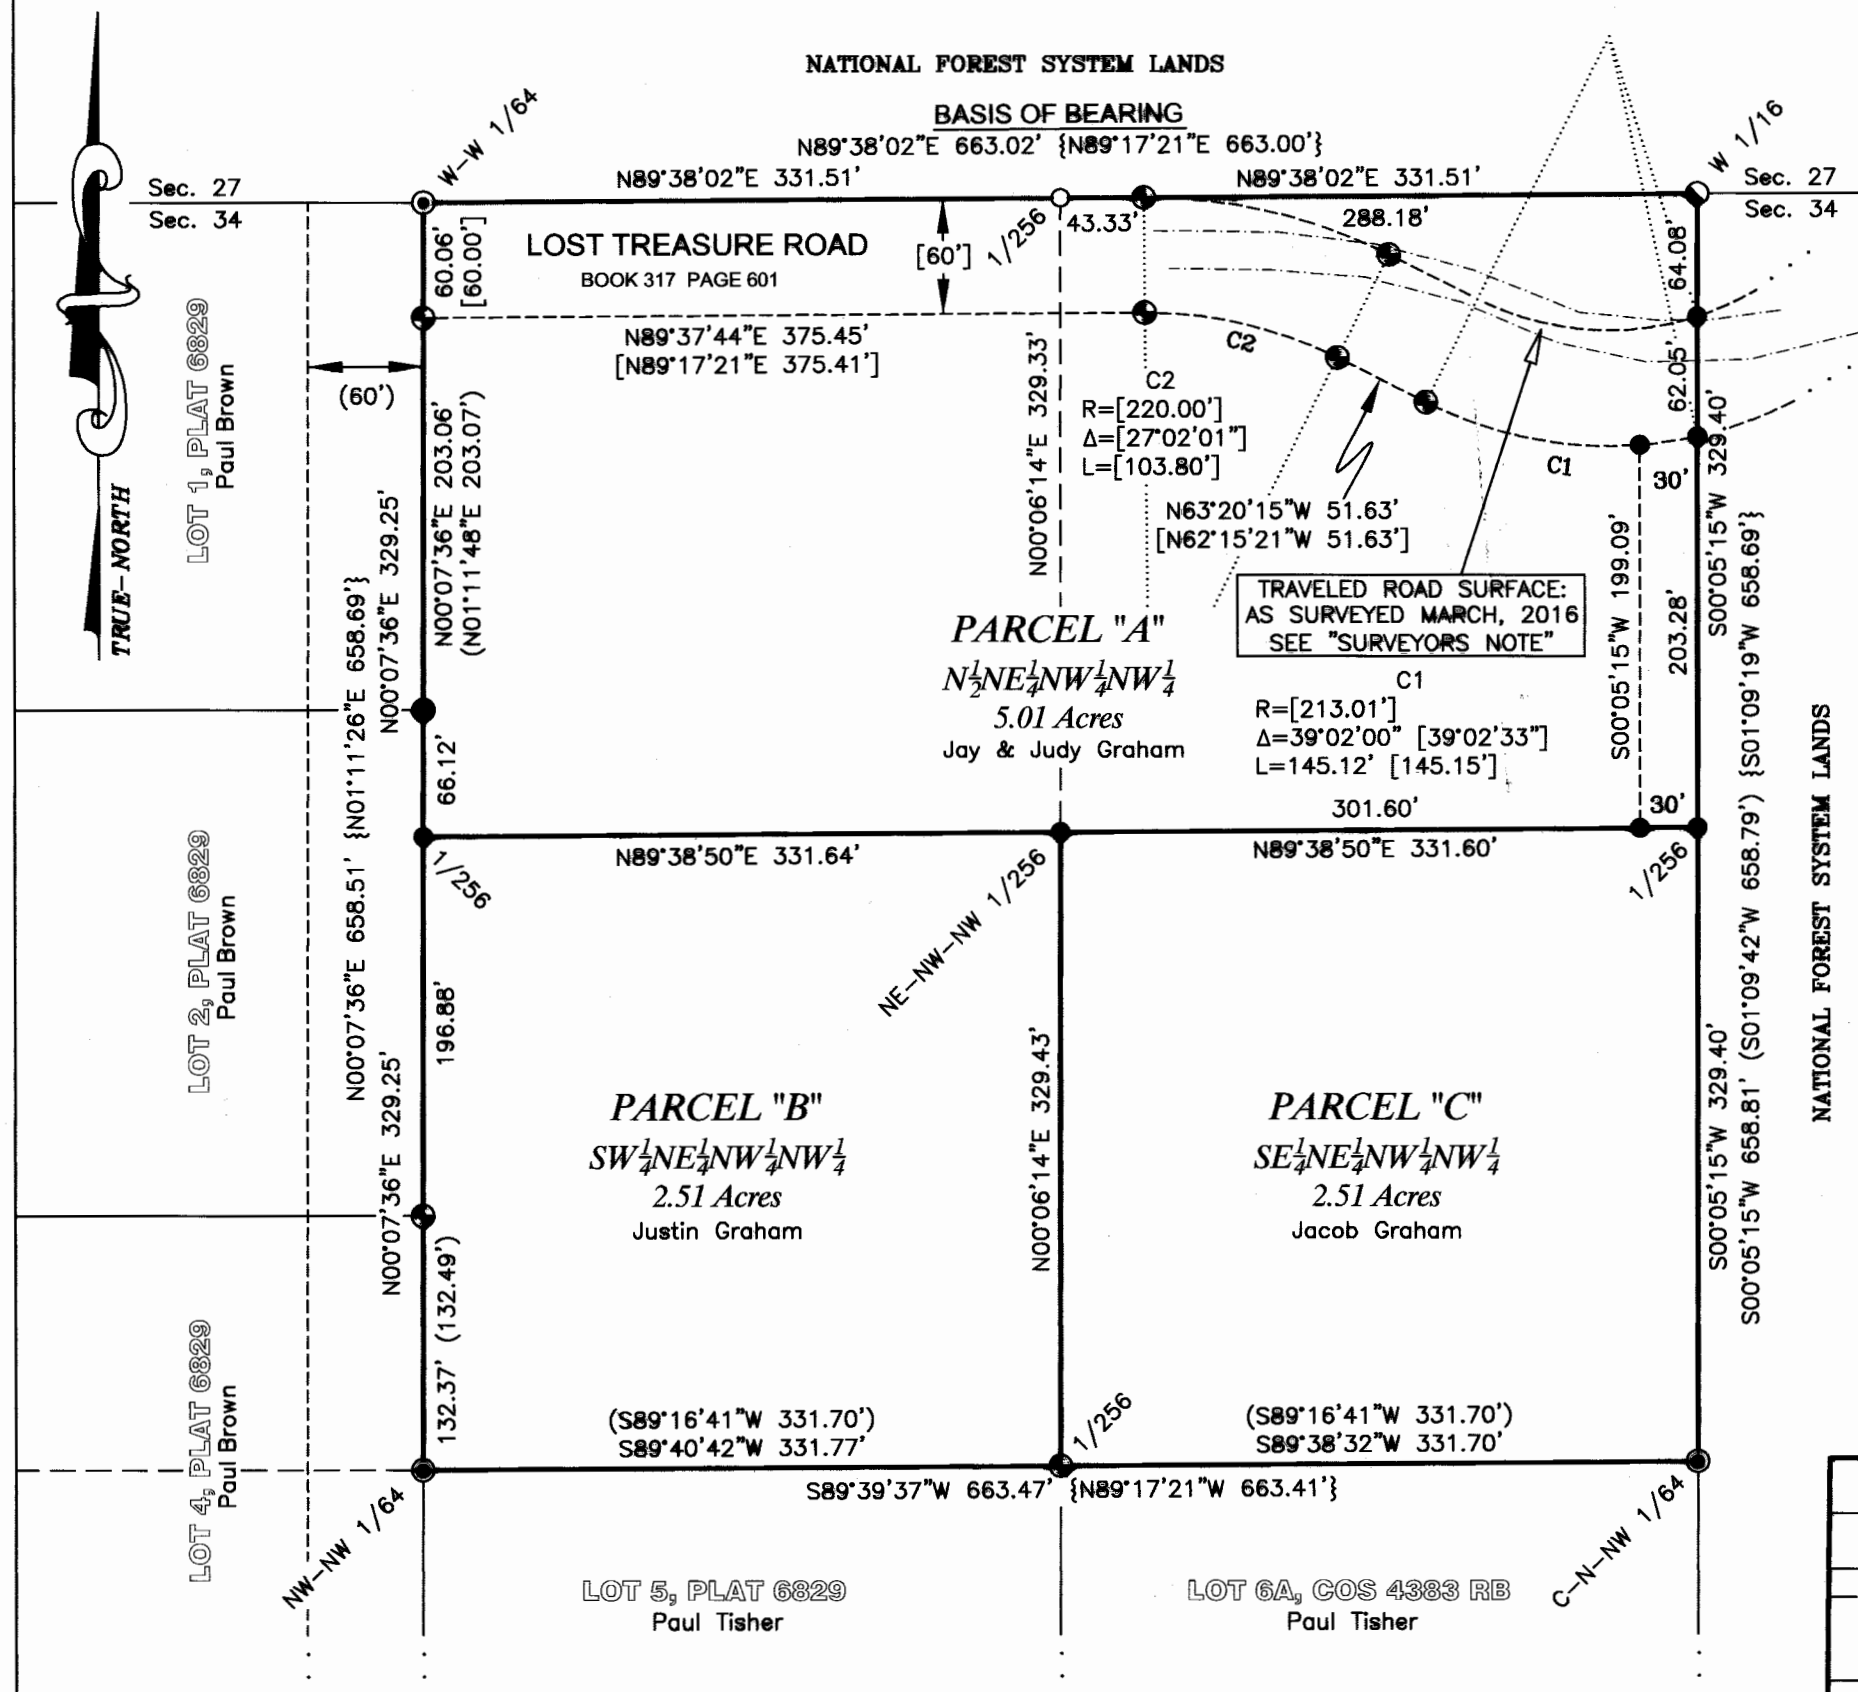 NATIONAL FOREST SYSTEM LANDS
BASIS OF BEARING
N89°38'02"E 663.02' {N89°17'21"E 663.00'}
W-W 1/64
N89°38'02"E 331.51'
N89°38'02"E 331.51'
W 1/16
Sec. 27
Sec. 34
Sec. 27
Sec. 34
60.06'
[60.00']
LOST TREASURE ROAD
BOOK 317 PAGE 601
[60']
1/256
43.33'
288.18'
64.08'
N89°37'44"E 375.45'
[N89°17'21"E 375.41']
(60')
C2
C2
R=[220.00']
Δ=[27°02'01"]
L=[103.80']
62.05'
C1
30'
N63°20'15"W 51.63'
[N62°15'21"W 51.63']
TRAVELED ROAD SURFACE:
AS SURVEYED MARCH, 2016
SEE "SURVEYORS NOTE"
C1
R=[213.01']
Δ=39°02'00" [39°02'33"]
L=145.12' [145.15']
TRUE-NORTH
LOT 1, PLAT 6829
Paul Brown
N00°07'36"E 658.51' {N01°11'26"E 658.69'}
N00°07'36"E 329.25'
N00°07'36"E 203.06'
(N01°11'48"E 203.07')
N00°06'14"E 329.33'
S00°05'15"W 199.09'
203.28'
S00°05'15"W 329.40'
S00°05'15"W 658.81' (S01°09'42"W 658.79') {S01°09'19"W 658.69'}
NATIONAL FOREST SYSTEM LANDS
PARCEL "A"
N½NE¼NW¼NW¼
5.01 Acres
Jay & Judy Graham
66.12'
301.60'
30'
N89°38'50"E 331.64'
N89°38'50"E 331.60'
1/256
NE-NW-NW 1/256
1/256
LOT 2, PLAT 6829
Paul Brown
196.88'
N00°07'36"E 329.25'
N00°06'14"E 329.43'
S00°05'15"W 329.40'
PARCEL "B"
SW¼NE¼NW¼NW¼
2.51 Acres
Justin Graham
PARCEL "C"
SE¼NE¼NW¼NW¼
2.51 Acres
Jacob Graham
132.37' (132.49')
LOT 4, PLAT 6829
Paul Brown
(S89°16'41"W 331.70')
S89°40'42"W 331.77'
1/256
(S89°16'41"W 331.70')
S89°38'32"W 331.70'
S89°39'37"W 663.47' {N89°17'21"W 663.41'}
NW-NW 1/64
C-N-NW 1/64
LOT 5, PLAT 6829
Paul Tisher
LOT 6A, COS 4383 RB
Paul Tisher